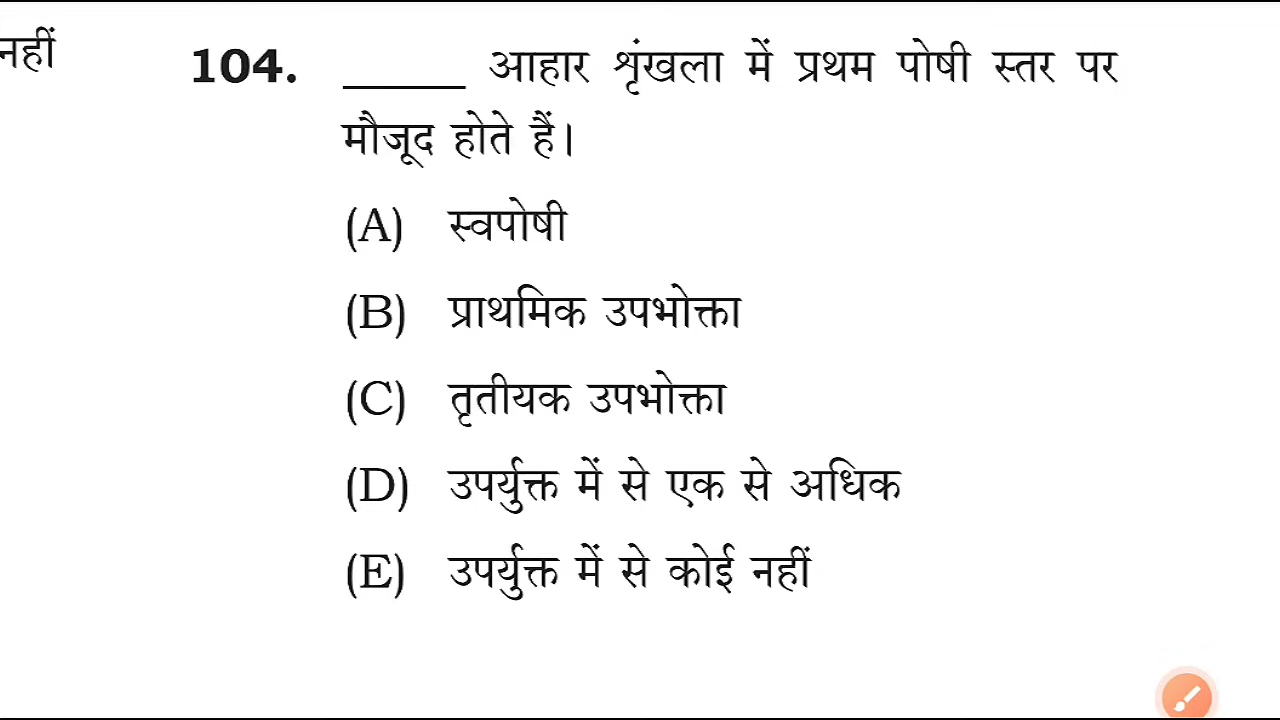 नहीं
104. ______ आहार शृंखला में प्रथम पोषी स्तर पर
मौजूद होते हैं।
(A) स्वपोषी
(B) प्राथमिक उपभोक्ता
(C) तृतीयक उपभोक्ता
(D) उपर्युक्त में से एक से अधिक
(E) उपर्युक्त में से कोई नहीं